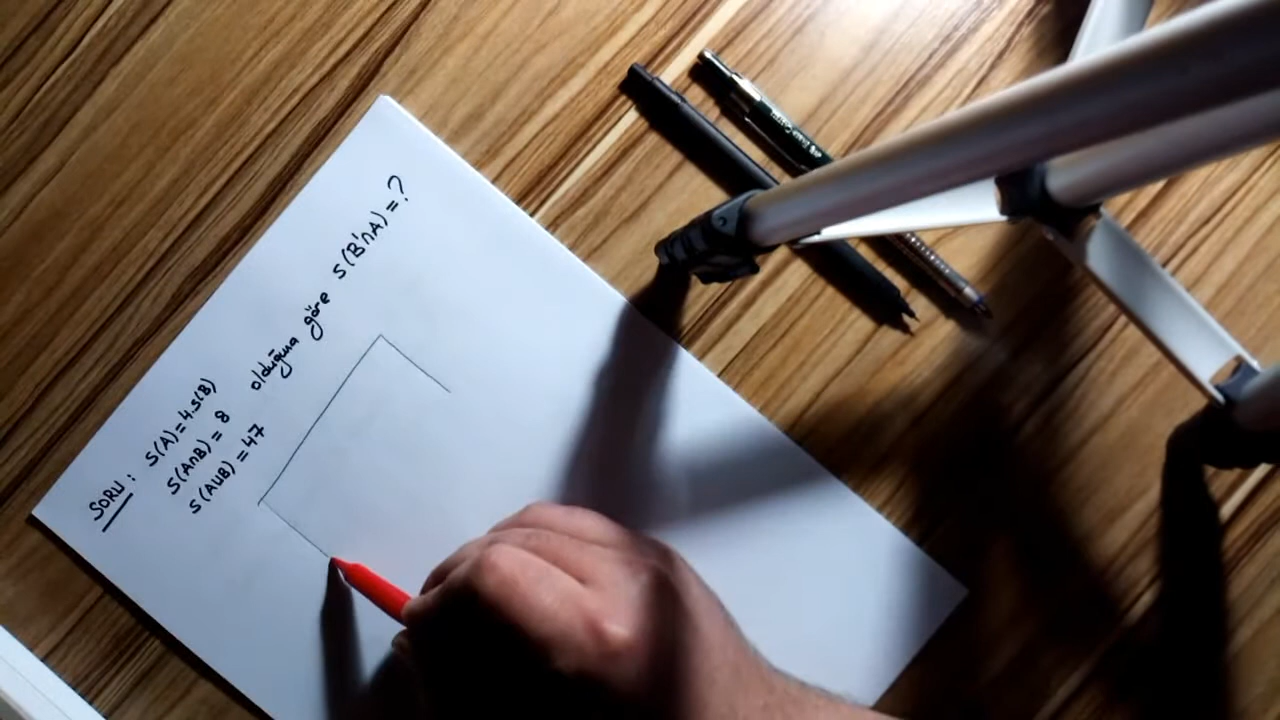 SORU: S(A)=4.S(B)
S(A∩B) = 8
S(A∪B) = 47 olduğuna göre S(B'∩A)=?